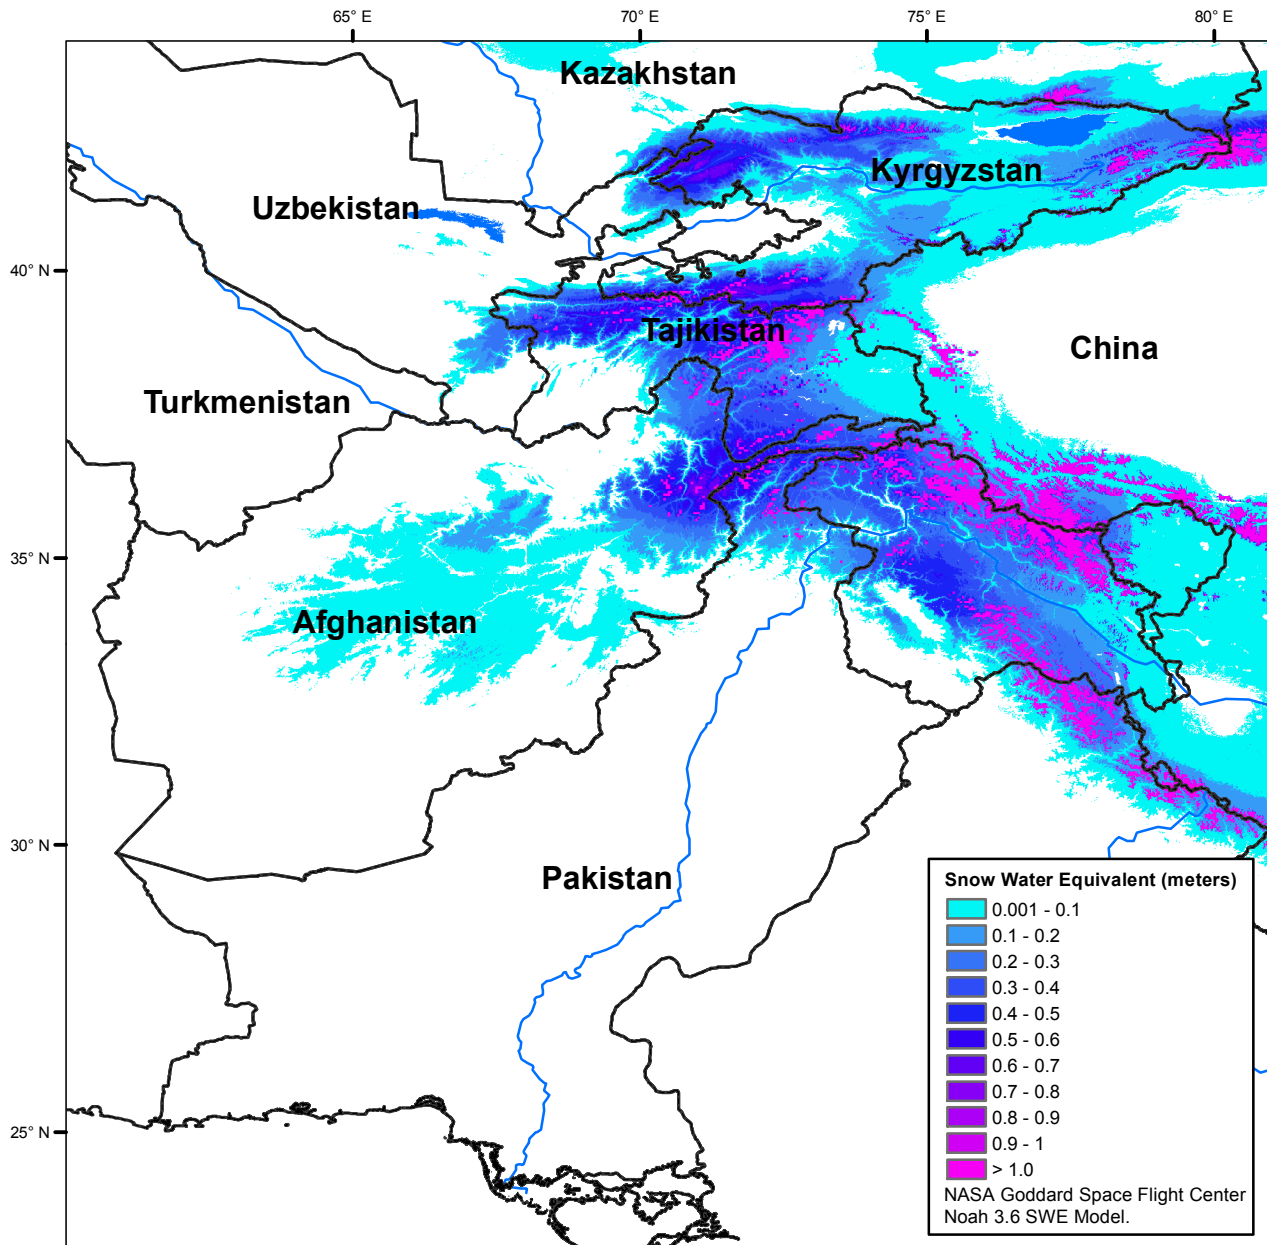 65° E
70° E
75° E
80° E
Kazakhstan
Kyrgyzstan
Uzbekistan
40° N
Tajikistan
China
Turkmenistan
35° N
Afghanistan
30° N
Pakistan
25° N
Snow Water Equivalent (meters)
0.001 - 0.1
0.1 - 0.2
0.2 - 0.3
0.3 - 0.4
0.4 - 0.5
0.5 - 0.6
0.6 - 0.7
0.7 - 0.8
0.8 - 0.9
0.9 - 1
> 1.0
NASA Goddard Space Flight Center
Noah 3.6 SWE Model.